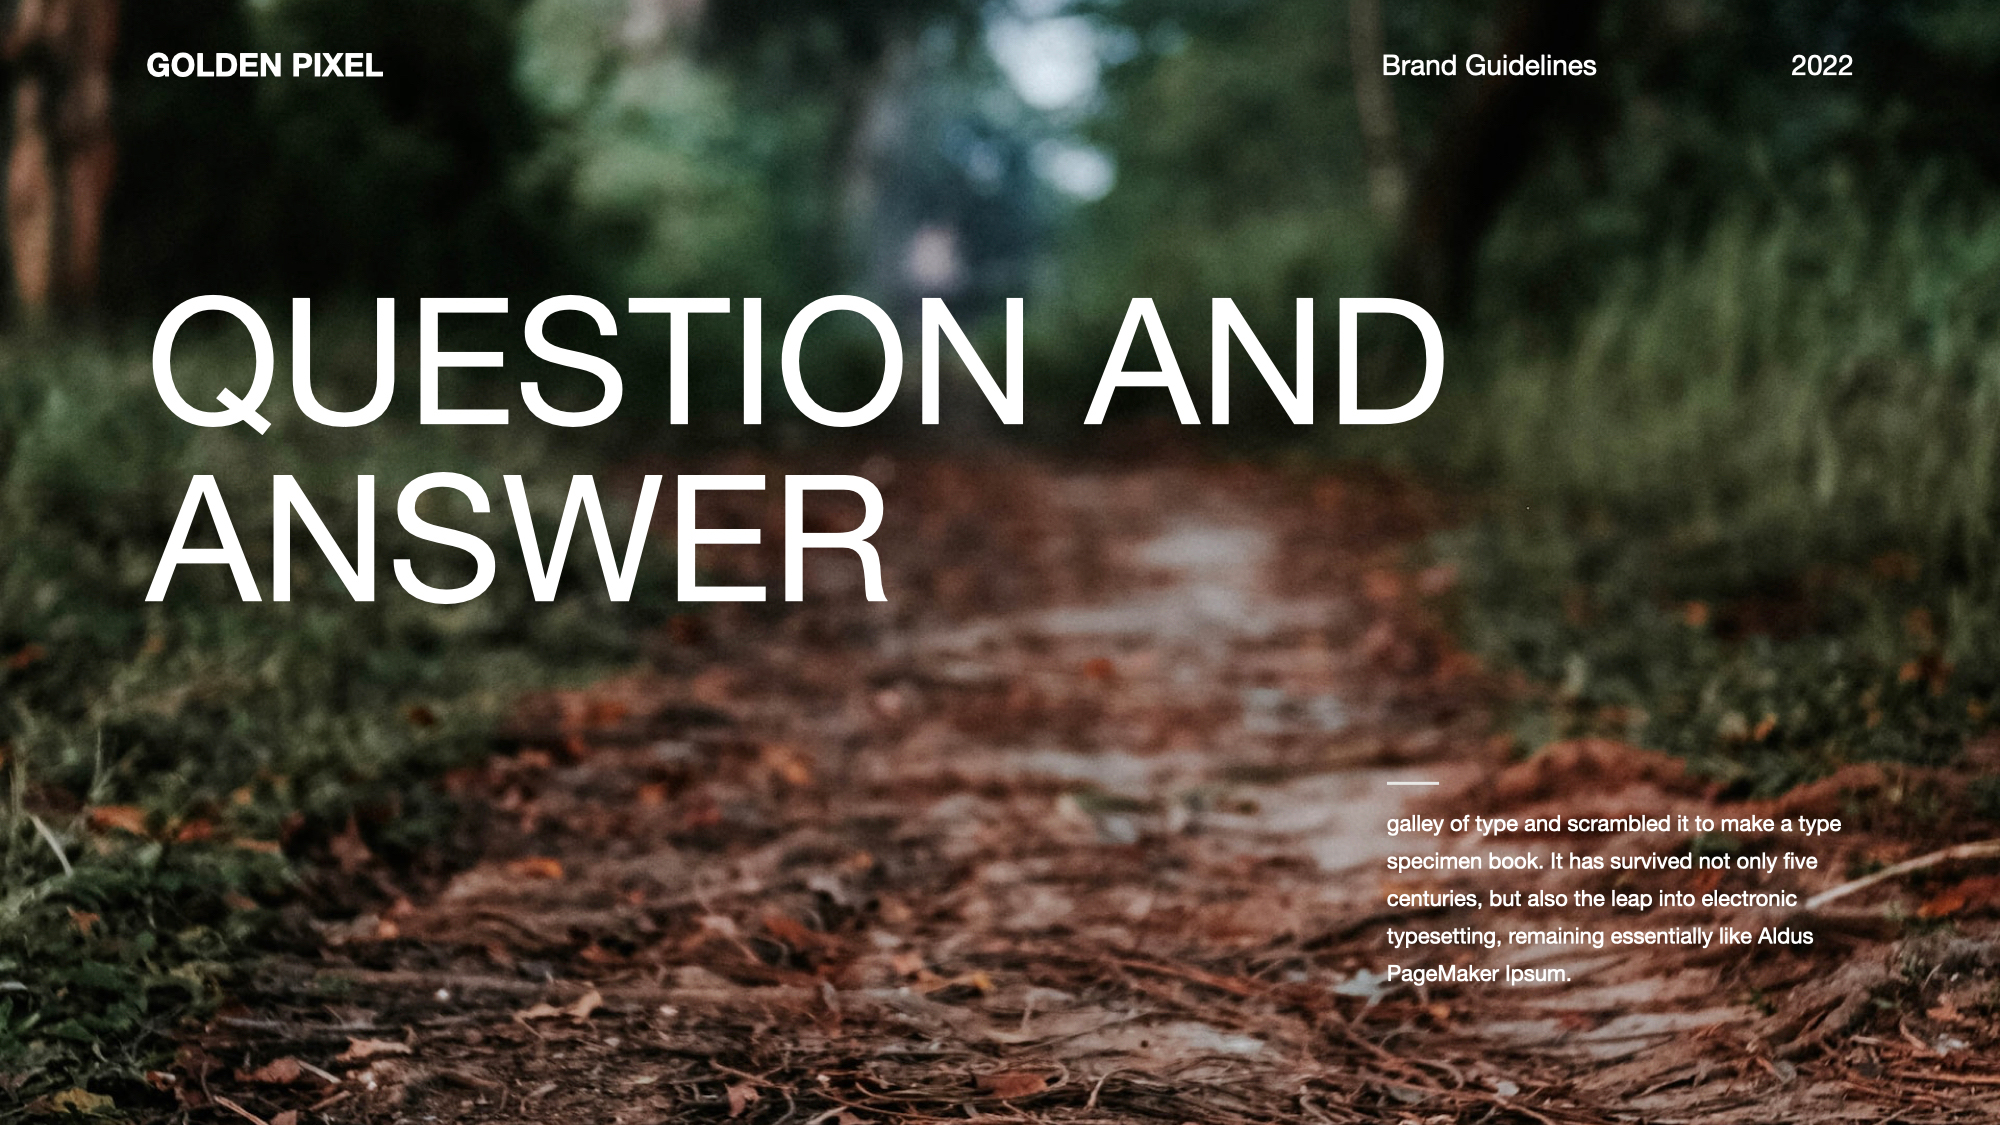 GOLDEN PIXEL
Brand Guidelines
2022
QUESTION AND
ANSWER
galley of type and scrambled it to make a type
specimen book. It has survived not only five
centuries, but also the leap into electronic
typesetting, remaining essentially like Aldus
PageMaker Ipsum.